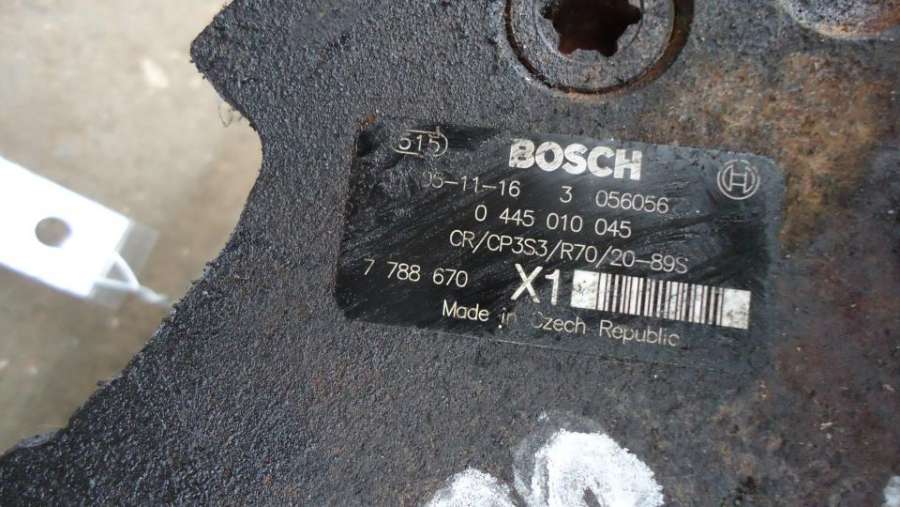 515 BOSCH
05-11-16 3 056056
0 445 010 045
CR/CP3S3/R70/20-89S
7 788 670 X1
Made in Czech Republic